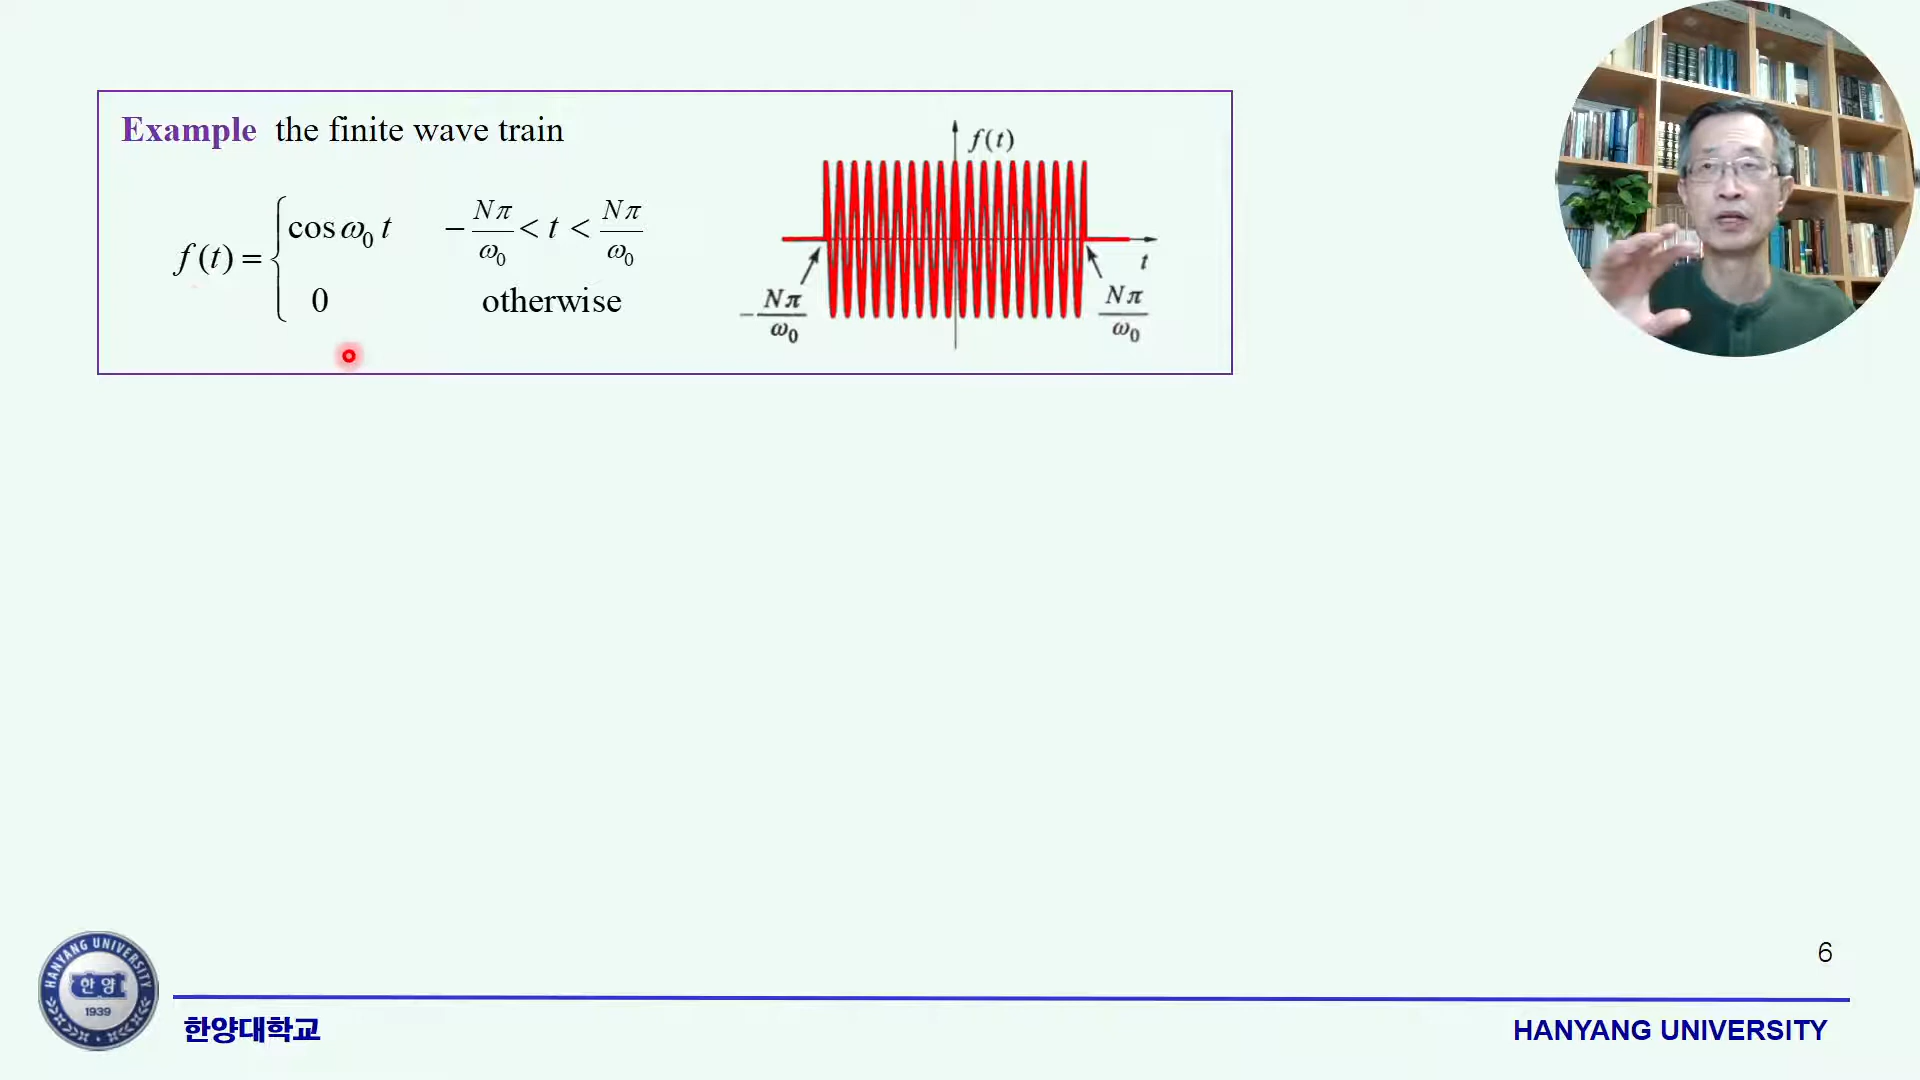 Example the finite wave train
f(t) = { cos ω₀ t   −Nπ/ω₀ < t < Nπ/ω₀
0   otherwise
f(t)
t
−Nπ/ω₀
Nπ/ω₀
6
HANYANG UNIVERSITY
한양
1939
한양대학교
HANYANG UNIVERSITY